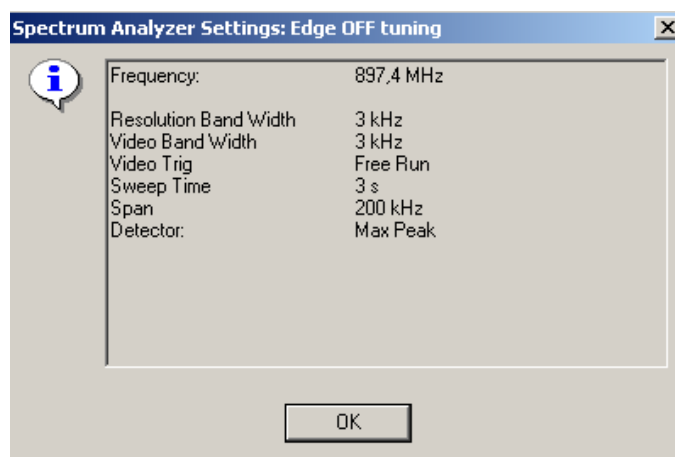 Spectrum Analyzer Settings: Edge OFF tuning
Frequency: 897,4 MHz
Resolution Band Width 3 kHz
Video Band Width 3 kHz
Video Trig Free Run
Sweep Time 3 s
Span 200 kHz
Detector: Max Peak
OK